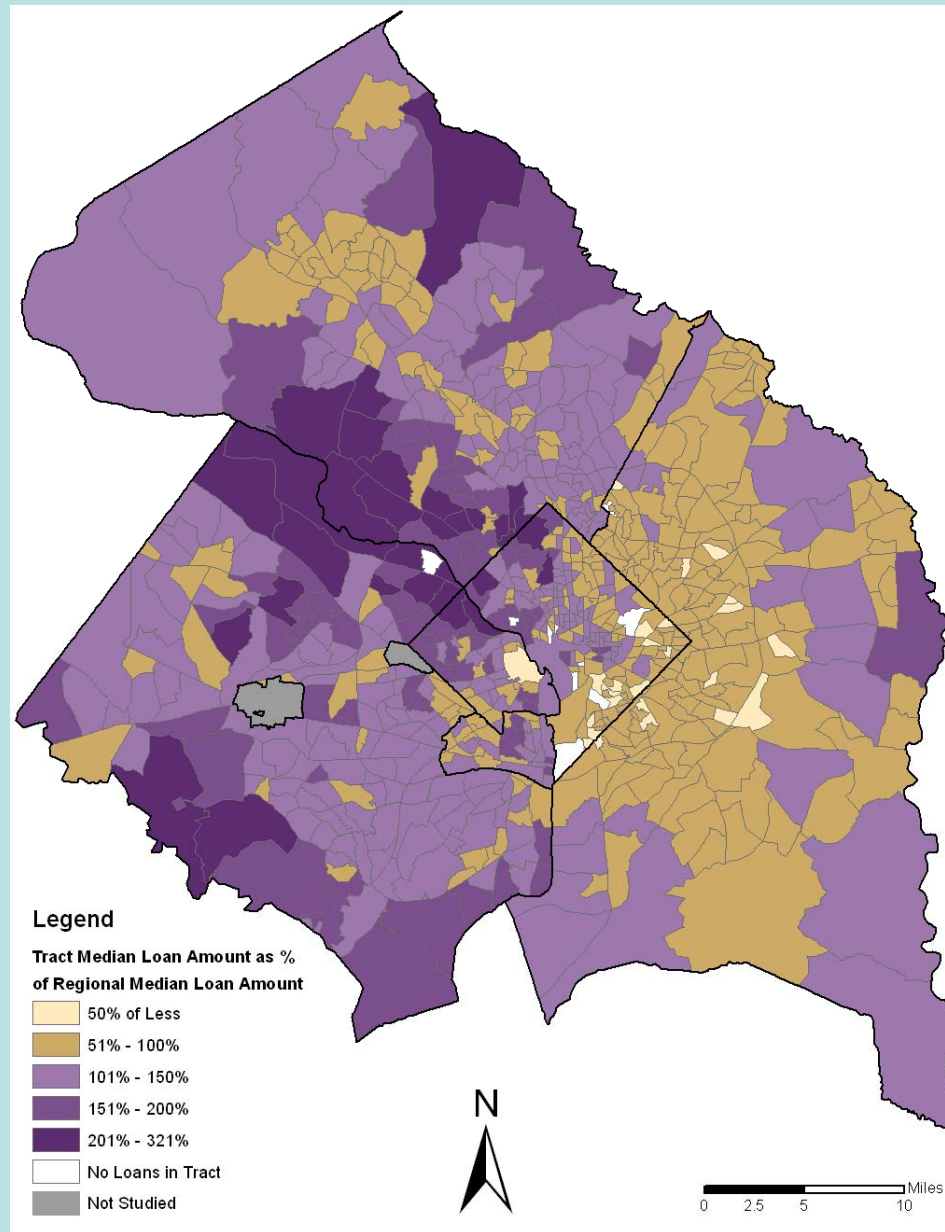 Legend
Tract Median Loan Amount as %
of Regional Median Loan Amount
50% of Less
51% - 100%
101% - 150%
151% - 200%
201% - 321%
No Loans in Tract
Not Studied
N
Miles
0 2.5 5 10